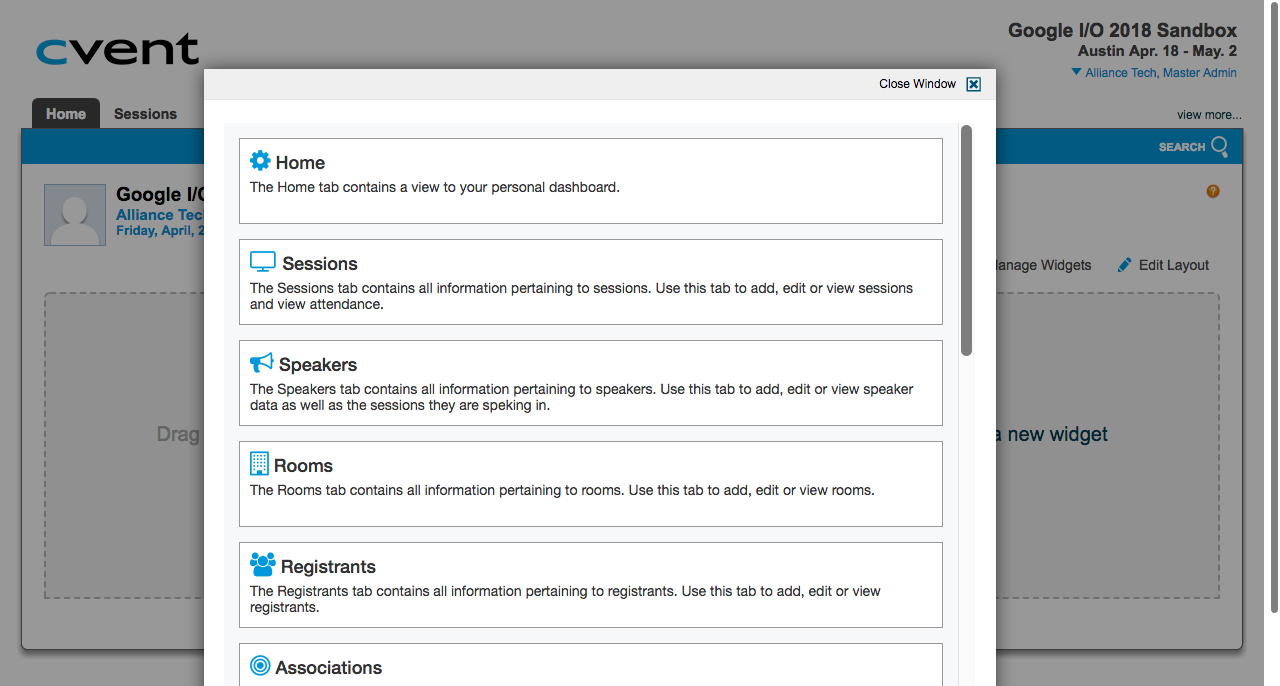 cvent
Google I/O 2018 Sandbox
Austin Apr. 18 - May. 2
Alliance Tech, Master Admin
Close Window
Home
Sessions
view more...
SEARCH
Google I/O
Alliance Tec
Friday, April, 2
?
anage Widgets
Edit Layout
Drag
a new widget
Home
The Home tab contains a view to your personal dashboard.
Sessions
The Sessions tab contains all information pertaining to sessions. Use this tab to add, edit or view sessions
and view attendance.
Speakers
The Speakers tab contains all information pertaining to speakers. Use this tab to add, edit or view speaker
data as well as the sessions they are speking in.
Rooms
The Rooms tab contains all information pertaining to rooms. Use this tab to add, edit or view rooms.
Registrants
The Registrants tab contains all information pertaining to registrants. Use this tab to add, edit or view
registrants.
Associations